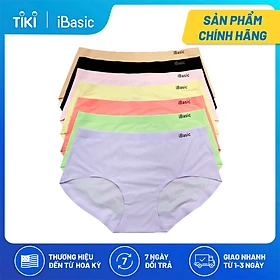 TIKI | iBasic
SẢN PHẨM
CHÍNH HÃNG
iBasic
iBasic
iBasic
iBasic
iBasic
iBasic
THƯƠNG HIỆU
ĐẾN TỪ HOA KỲ
7 NGÀY
ĐỔI TRẢ
GIAO NHANH
TỪ 1-3 NGÀY